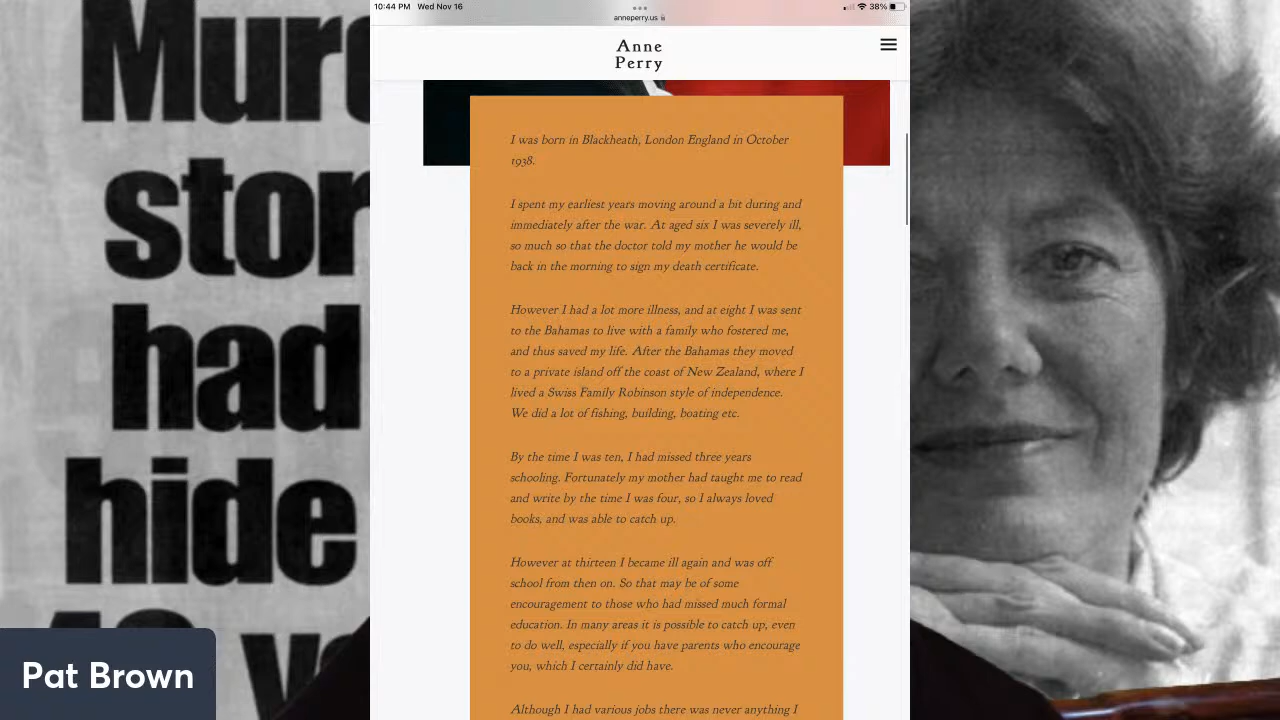 10:44 PM Wed Nov 16
38%
anneperry.us
Anne
Perry
I was born in Blackheath, London England in October
1938.
I spent my earliest years moving around a bit during and
immediately after the war. At aged six I was severely ill,
so much so that the doctor told my mother he would be
back in the morning to sign my death certificate.
However I had a lot more illness, and at eight I was sent
to the Bahamas to live with a family who fostered me,
and thus saved my life. After the Bahamas they moved
to a private island off the coast of New Zealand, where I
lived a Swiss Family Robinson style of independence.
We did a lot of fishing, building, boating etc.
By the time I was ten, I had missed three years
schooling. Fortunately my mother had taught me to read
and write by the time I was four, so I always loved
books, and was able to catch up.
However at thirteen I became ill again and was off
school from then on. So that may be of some
encouragement to those who had missed much formal
education. In many areas it is possible to catch up, even
to do well, especially if you have parents who encourage
you, which I certainly did have.
Although I had various jobs there was never anything I
had
hide
Pat Brown